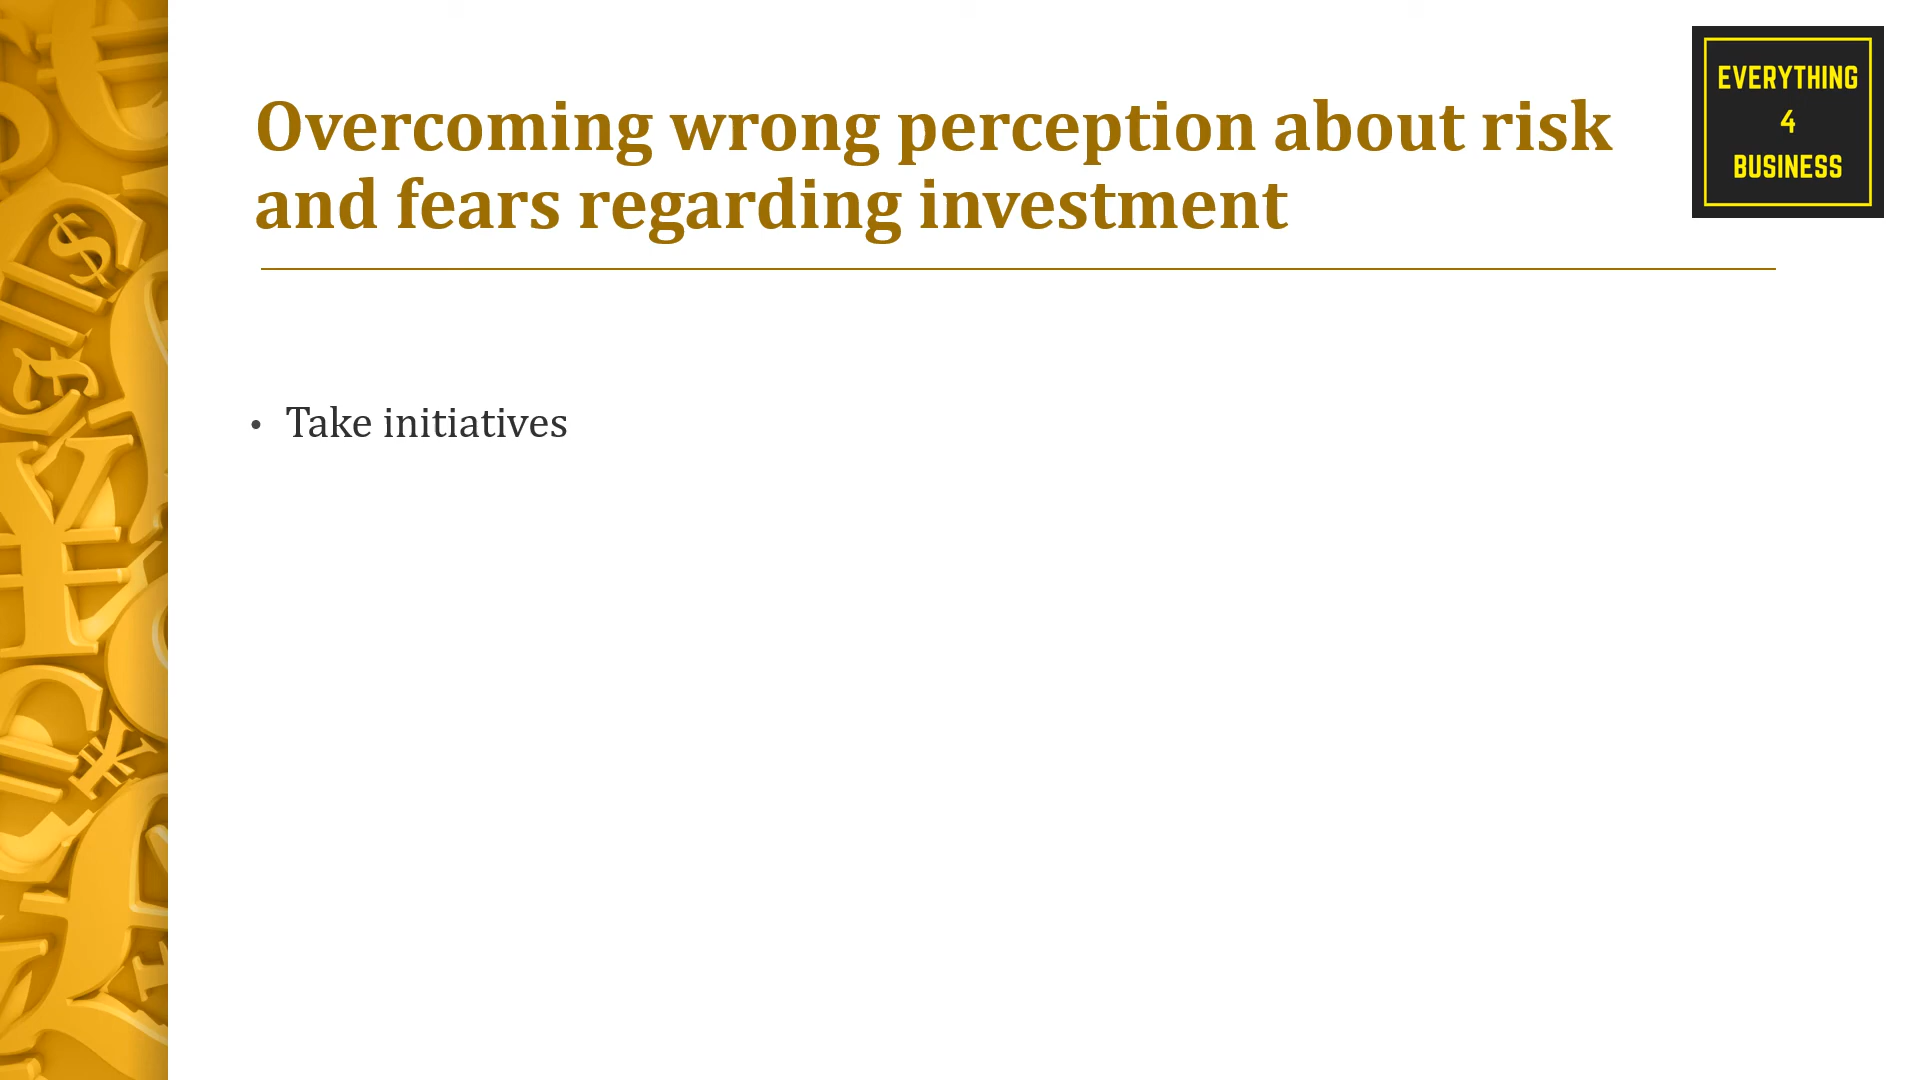 Overcoming wrong perception about risk
and fears regarding investment
EVERYTHING
4
BUSINESS
• Take initiatives